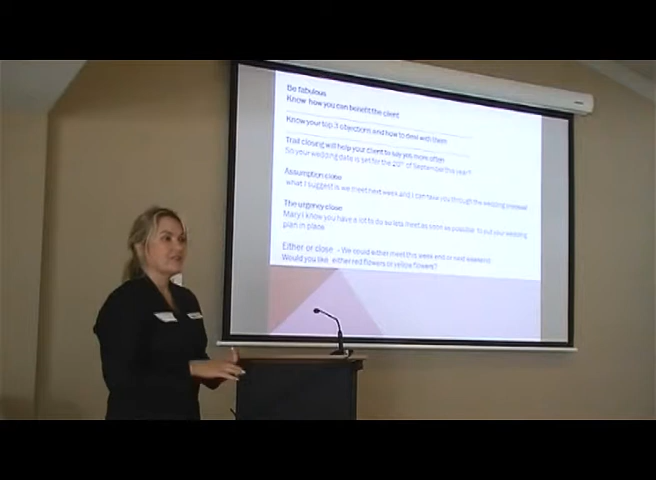 Be fabulous
Know how you can benefit the client
Know your top 3 objections and how to deal with them
Trail closing will help your client to say yes more often
So your wedding date is set for the 20th of September this year?
Assumption close
what I suggest is we meet next week and I can take you through the wedding
The urgency close
Mary I know you have a lot to do so lets meet as soon as possible to put your wedding
plan in place
Either or close - We could either meet this week end or next weekend
Would you like either red flowers or yellow flowers?